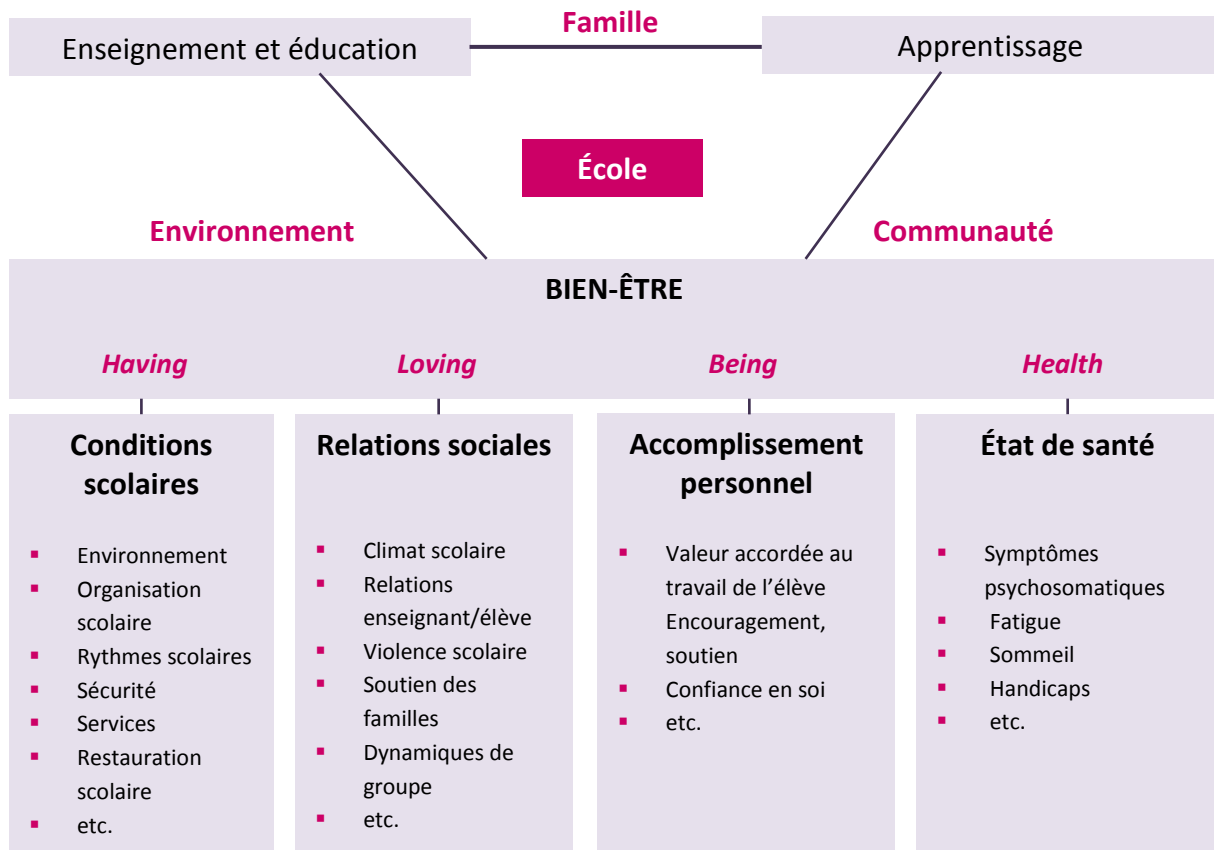 Famille
Enseignement et éducation
Apprentissage
École
Environnement
Communauté
BIEN-ÊTRE
Having
Loving
Being
Health
Conditions
scolaires
▪ Environnement
▪ Organisation
scolaire
▪ Rythmes scolaires
▪ Sécurité
▪ Services
▪ Restauration
scolaire
▪ etc.
Relations sociales
▪ Climat scolaire
▪ Relations
enseignant/élève
▪ Violence scolaire
▪ Soutien des
familles
▪ Dynamiques de
groupe
▪ etc.
Accomplissement
personnel
▪ Valeur accordée au
travail de l’élève
Encouragement,
soutien
▪ Confiance en soi
▪ etc.
État de santé
▪ Symptômes
psychosomatiques
▪ Fatigue
▪ Sommeil
▪ Handicaps
▪ etc.